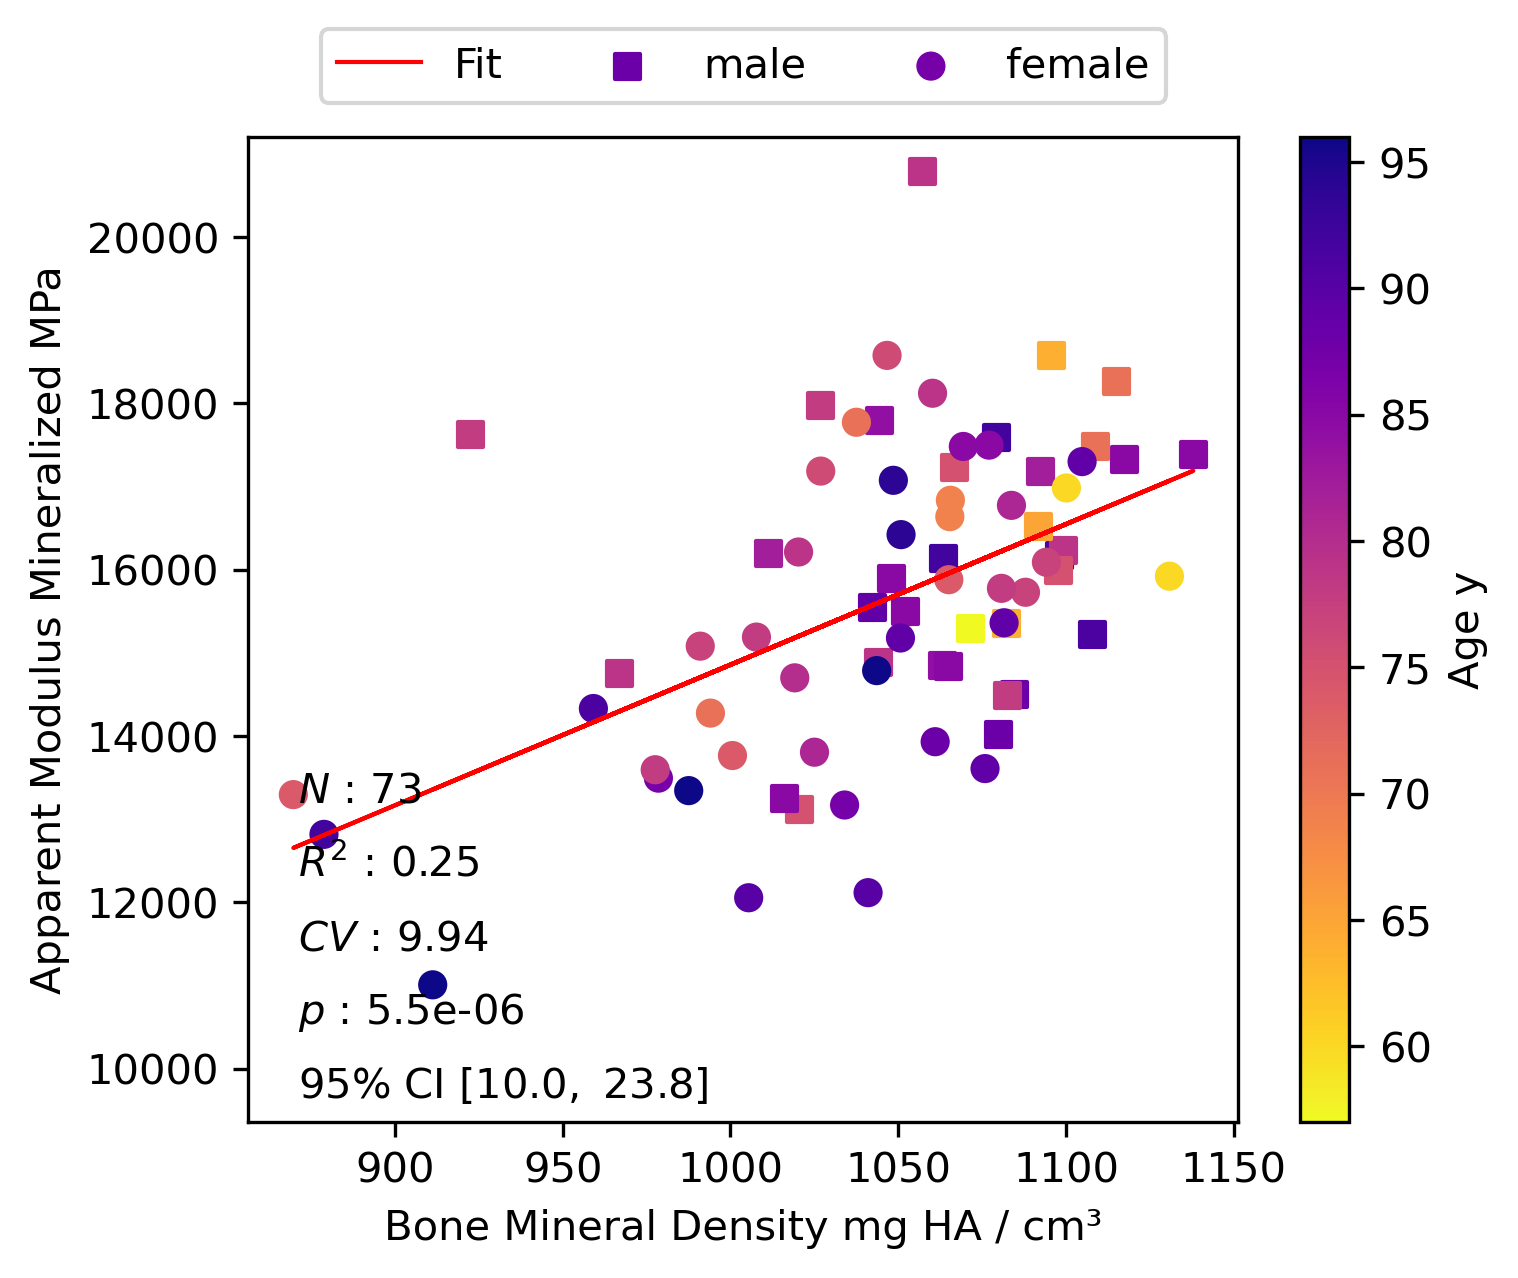 Fit male female
20000
18000
16000
14000
12000
10000
Apparent Modulus Mineralized MPa
N : 73
R² : 0.25
CV : 9.94
p : 5.5e-06
95% CI [10.0, 23.8]
900 950 1000 1050 1100 1150
Bone Mineral Density mg HA / cm³
95
90
85
80
75
70
65
60
Age y